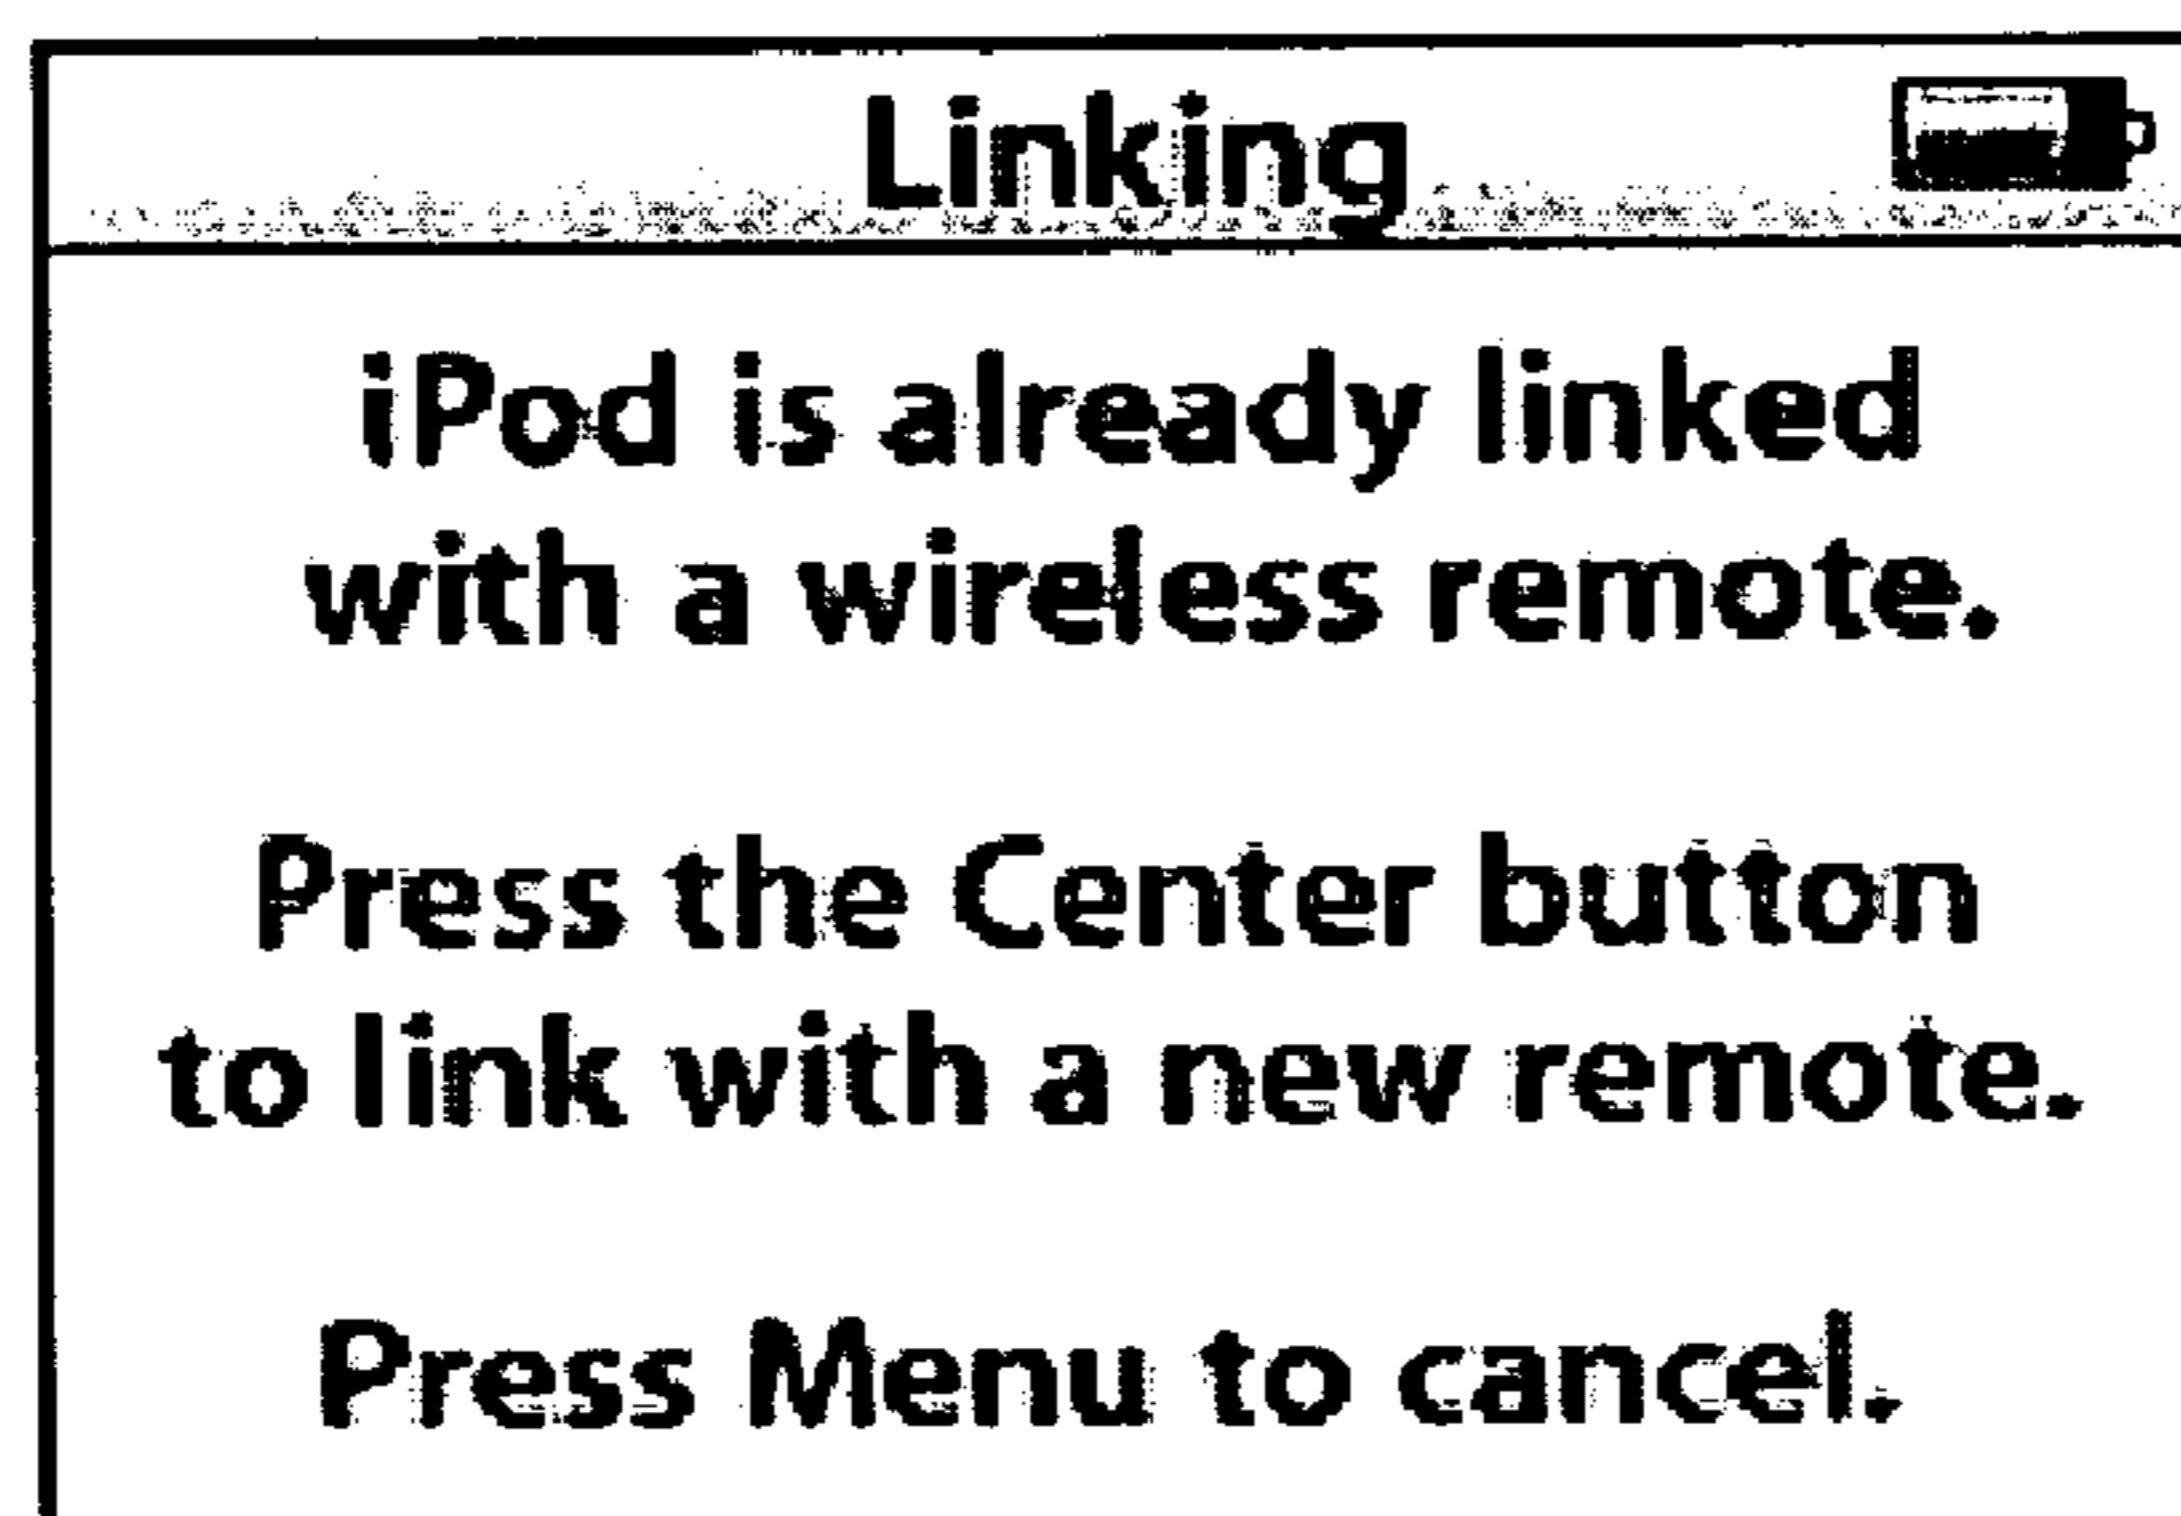 Linking
iPod is already linked
with a wireless remote.
Press the Center button
to link with a new remote.
Press Menu to cancel.